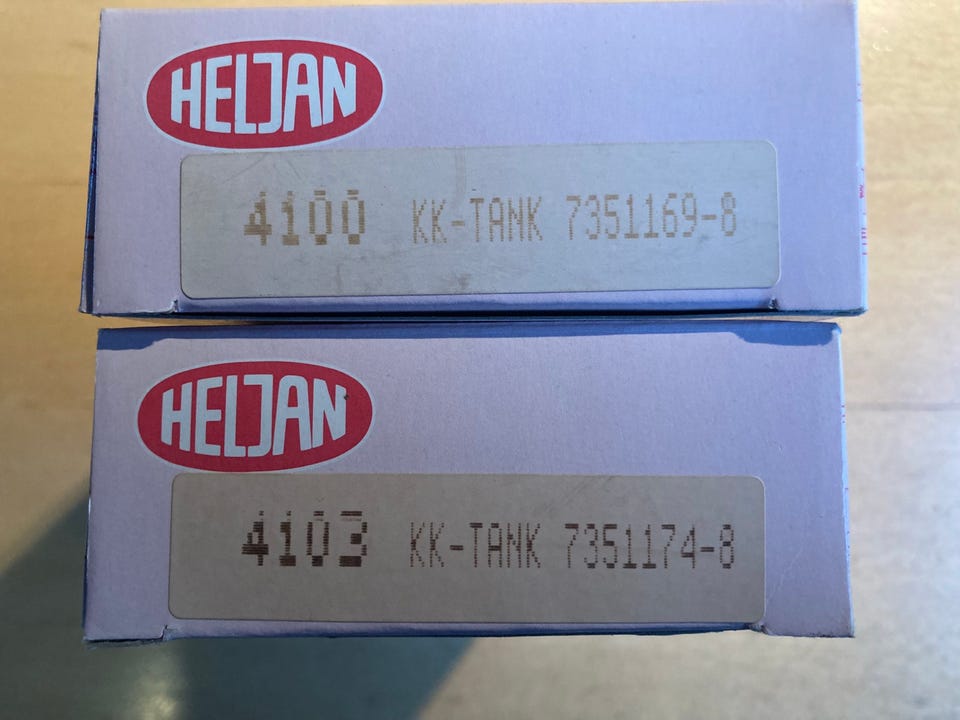 HELJAN
4100 KK-TANK 7351169-8
HELJAN
4103 KK-TANK 7351174-8